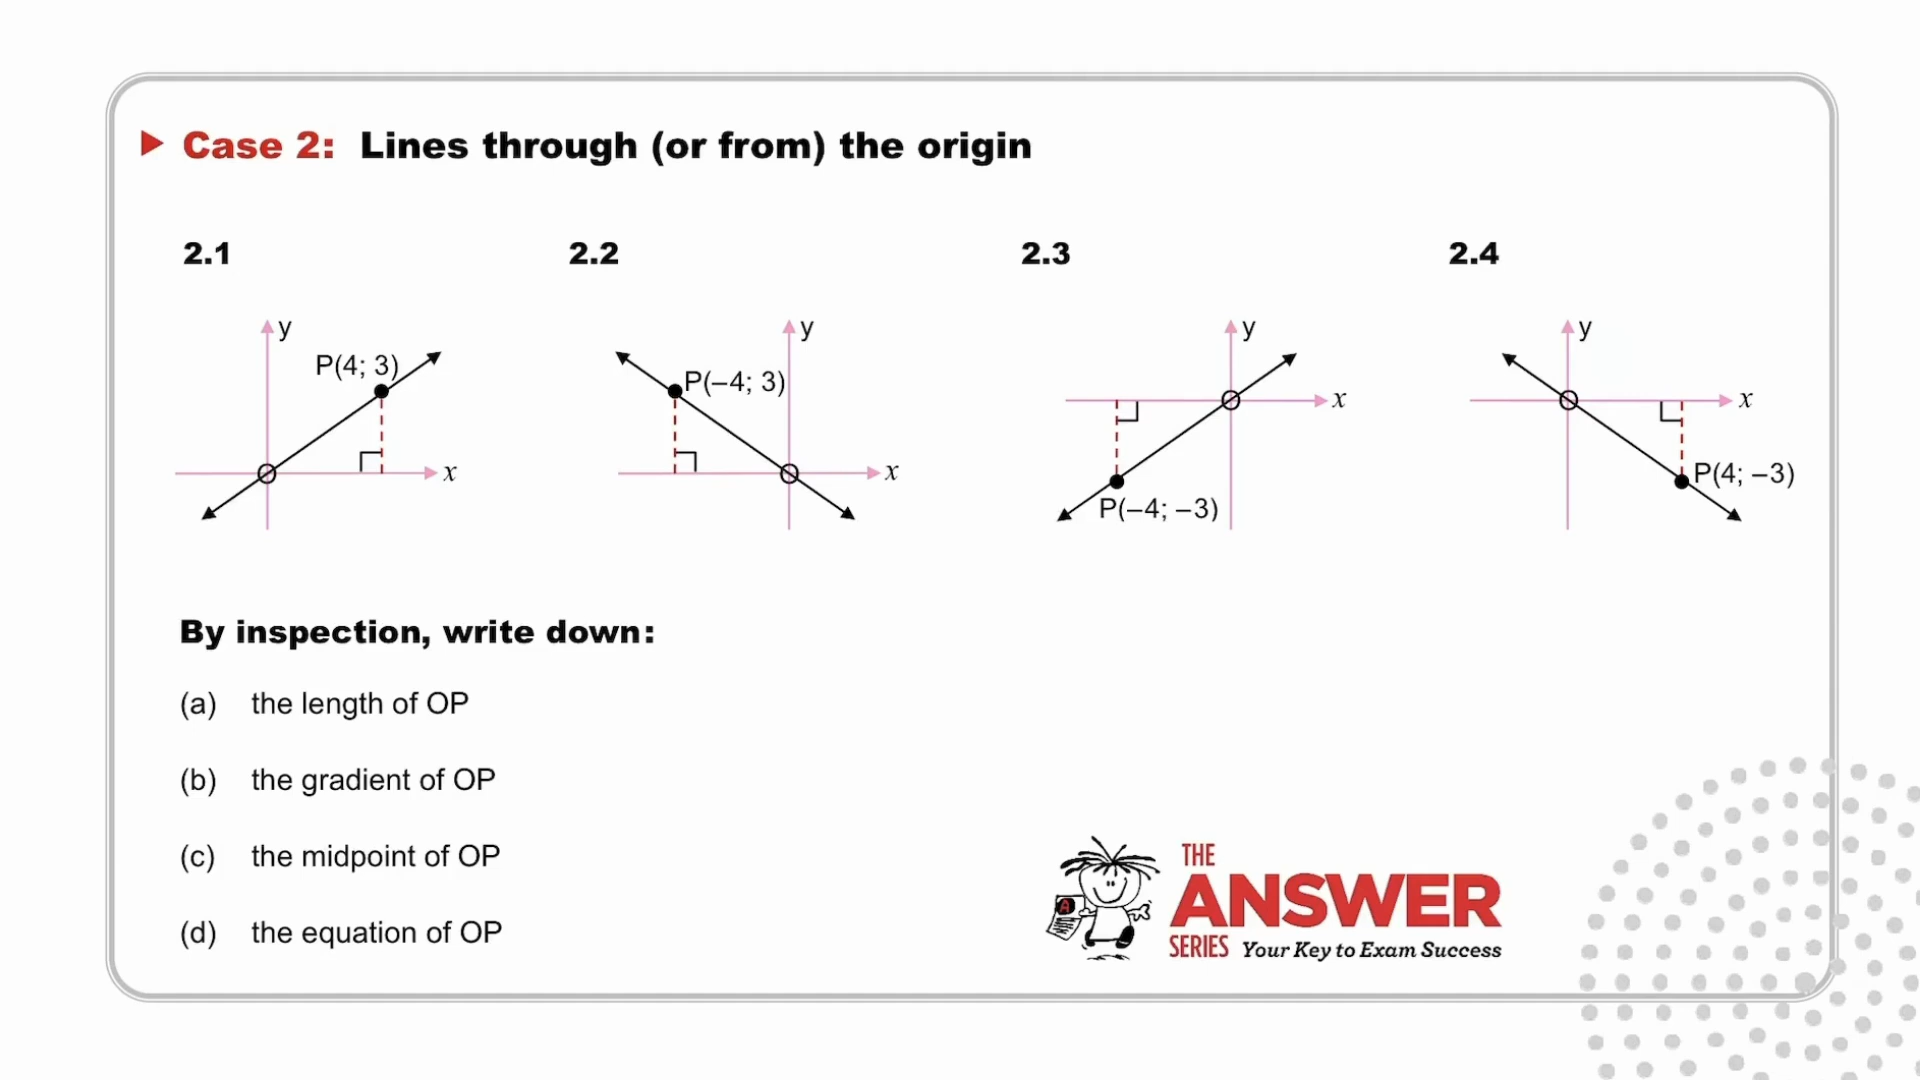 Case 2: Lines through (or from) the origin
2.1
2.2
2.3
2.4
y
P(4; 3)
O
x
y
P(–4; 3)
O
x
y
O
x
P(–4; –3)
y
O
x
P(4; –3)
By inspection, write down:
(a) the length of OP
(b) the gradient of OP
(c) the midpoint of OP
(d) the equation of OP
A
THE
ANSWER
SERIES Your Key to Exam Success